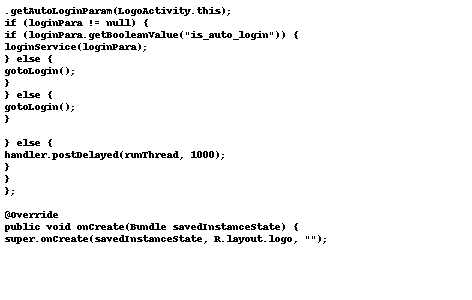 .getAutoLoginParam(LogoActivity.this);
if (loginPara != null) {
if (loginPara.getBooleanValue("is_auto_login")) {
loginService(loginPara);
} else {
gotoLogin();
}
} else {
gotoLogin();
}

} else {
handler.postDelayed(runThread, 1000);
}
}
};

@Override
public void onCreate(Bundle savedInstanceState) {
super.onCreate(savedInstanceState, R.layout.logo, "");